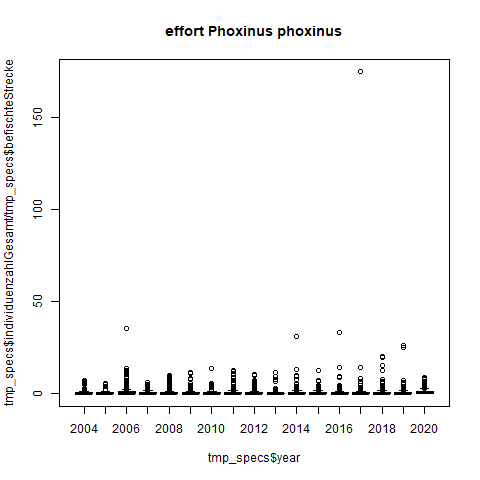 effort Phoxinus phoxinus
tmp_specs$individuenzahlGesamt/tmp_specs$befischteStrecke
150
100
50
0
2004 2006 2008 2010 2012 2014 2016 2018 2020
tmp_specs$year